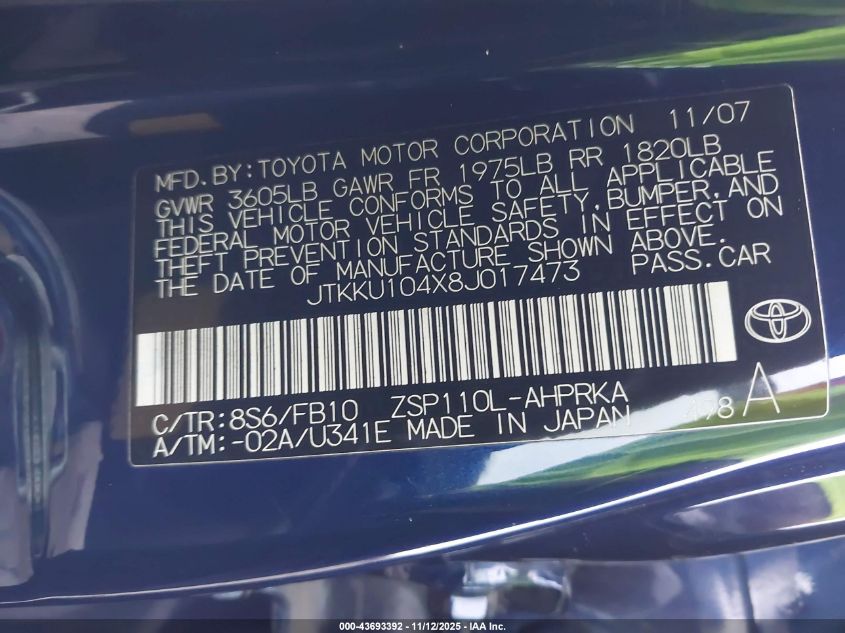 MFD.BY:TOYOTA MOTOR CORPORATION 11/07
GVWR 3605LB GAWR FR 1975LB RR 1820LB
THIS VEHICLE CONFORMS TO ALL APPLICABLE
FEDERAL MOTOR VEHICLE SAFETY,BUMPER,AND
THEFT PREVENTION STANDARDS IN EFFECT ON
THE DATE OF MANUFACTURE SHOWN ABOVE.
JTKKU104X8J017473 PASS.CAR
C/TR:8S6/FB10 ZSP110L-AHPRKA
A/TM:-02A/U341E MADE IN JAPAN A
000-43693392 - 11/12/2025 - IAA Inc.